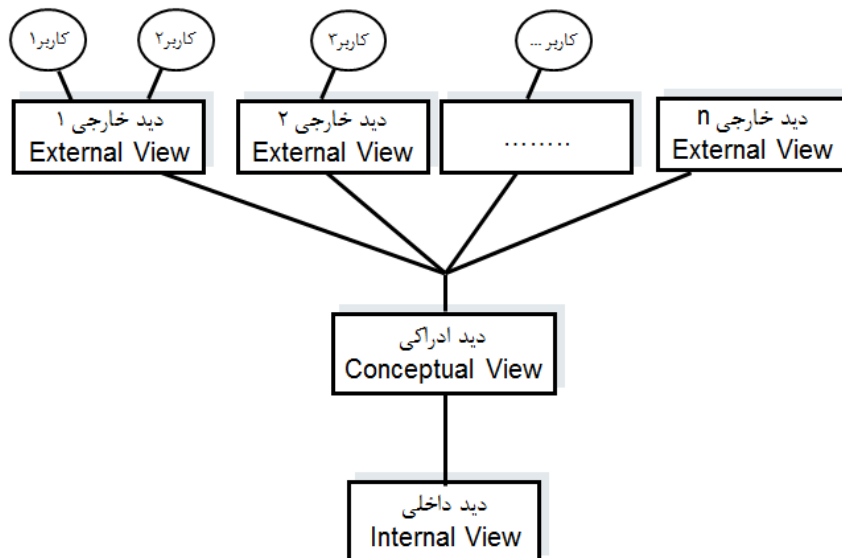 کاربر۱
کاربر۲
کاربر۳
کاربر ...
دید خارجی ۱
External View
دید خارجی ۲
External View
........
دید خارجی n
External View
دید ادراکی
Conceptual View
دید داخلی
Internal View